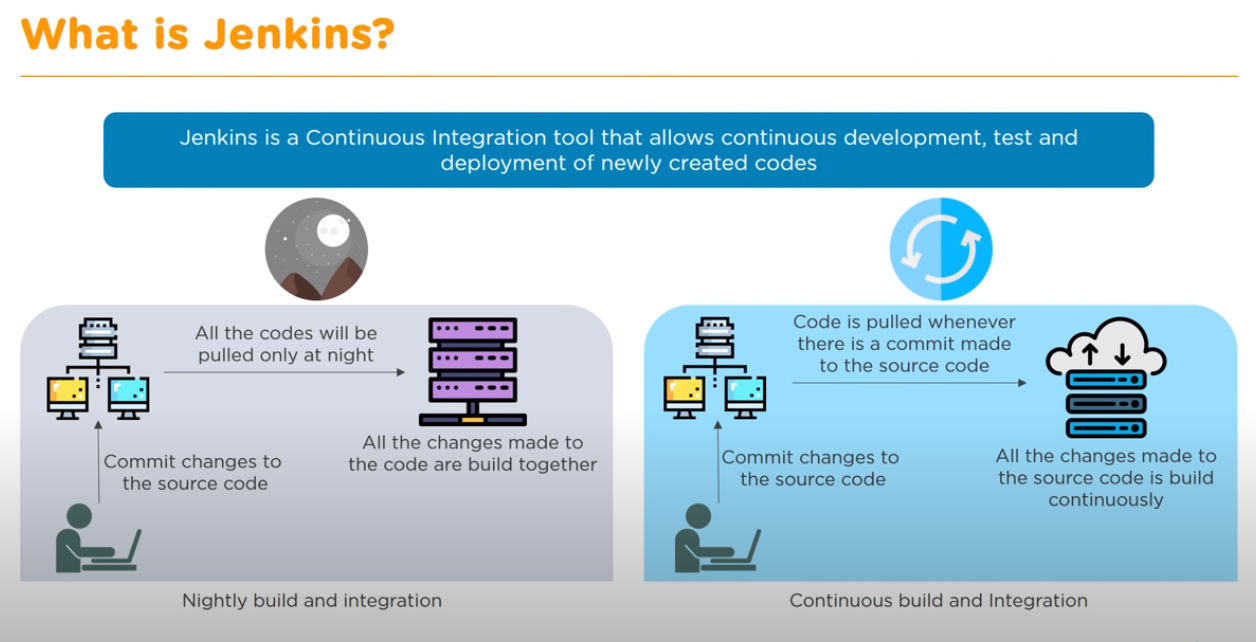 What is Jenkins?
Jenkins is a Continuous Integration tool that allows continuous development, test and
deployment of newly created codes
All the codes will be
pulled only at night
All the changes made to
the code are build together
Commit changes to
the source code
Nightly build and integration
Code is pulled whenever
there is a commit made
to the source code
All the changes made to
the source code is build
continuously
Commit changes to
the source code
Continuous build and Integration